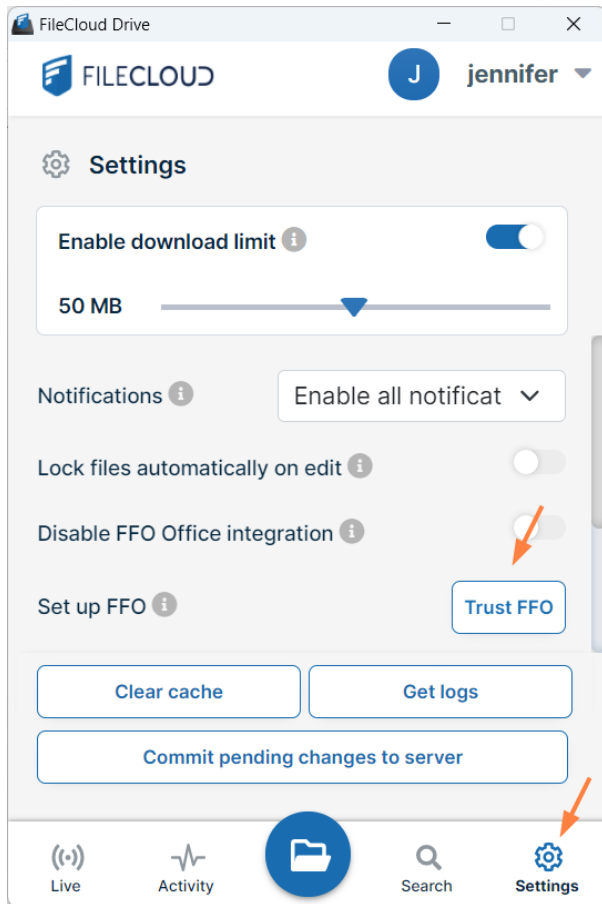 FileCloud Drive
FILECLOUD
J
jennifer
Settings
Enable download limit
50 MB
Notifications
Enable all notificat
Lock files automatically on edit
Disable FFO Office integration
Set up FFO
Trust FFO
Clear cache
Get logs
Commit pending changes to server
Live
Activity
Search
Settings